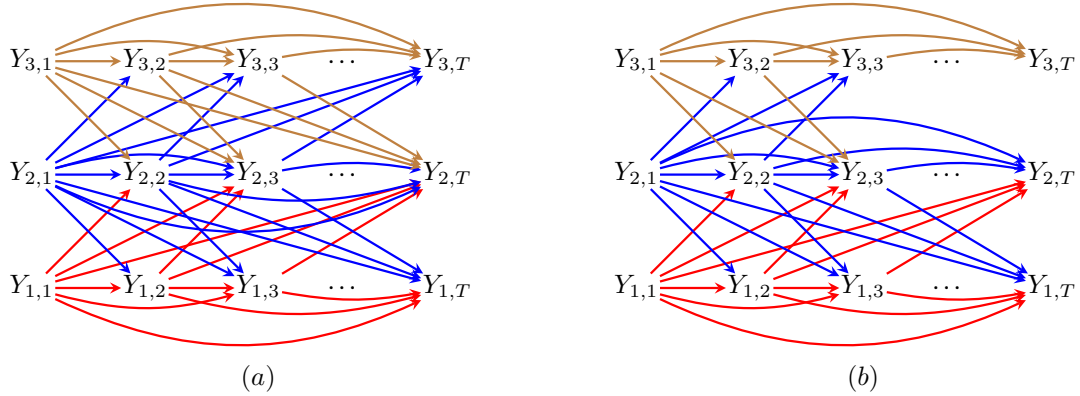 Y_{3,1} Y_{3,2} Y_{3,3} ⋯ Y_{3,T} Y_{3,1} Y_{3,2} Y_{3,3} ⋯ Y_{3,T}
Y_{2,1} Y_{2,2} Y_{2,3} ⋯ Y_{2,T} Y_{2,1} Y_{2,2} Y_{2,3} ⋯ Y_{2,T}
Y_{1,1} Y_{1,2} Y_{1,3} ⋯ Y_{1,T} Y_{1,1} Y_{1,2} Y_{1,3} ⋯ Y_{1,T}
(a) (b)